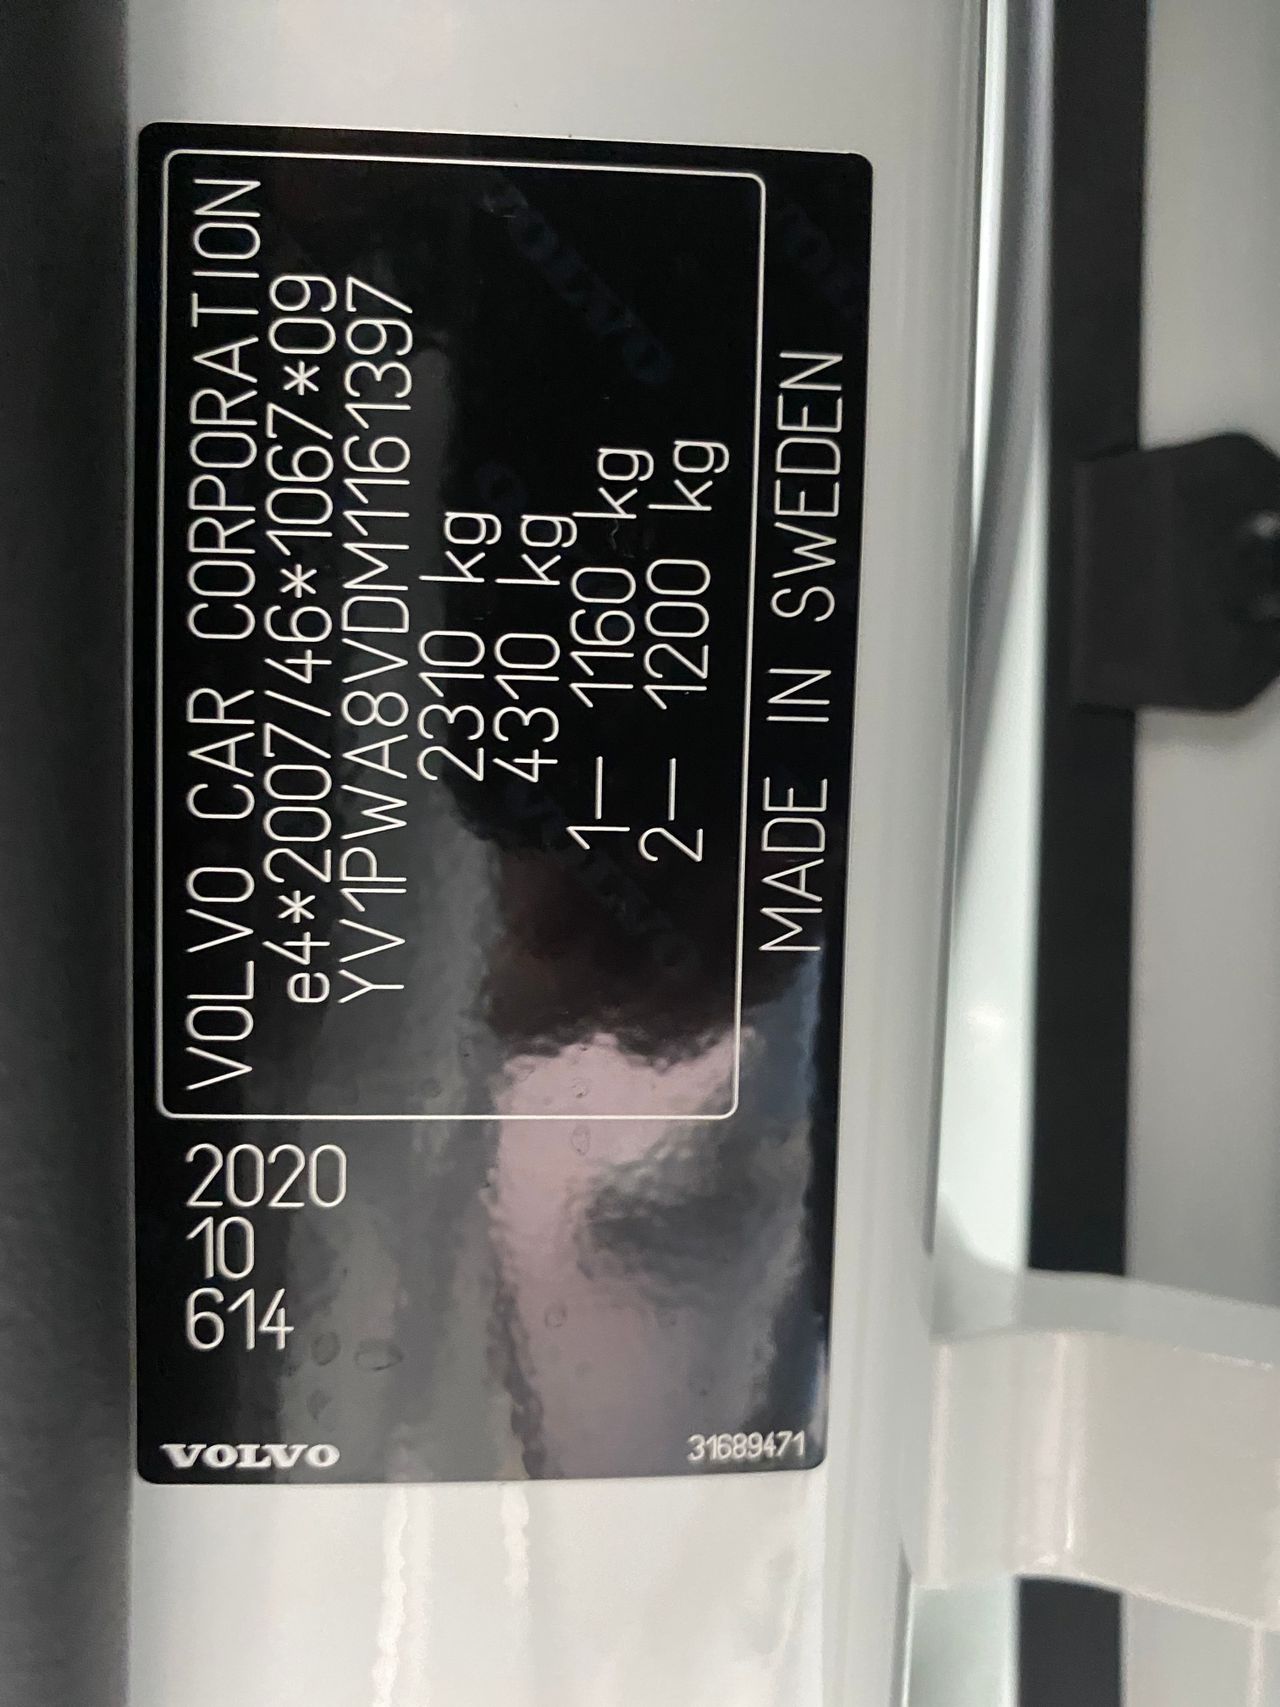 VOLVO CAR CORPORATION
e4*2007/46*1067*09
YV1PWA8VDM1161397
2310 kg
4310 kg
1— 1160 kg
2— 1200 kg
MADE IN SWEDEN
2020
10
614
VOLVO
31689471